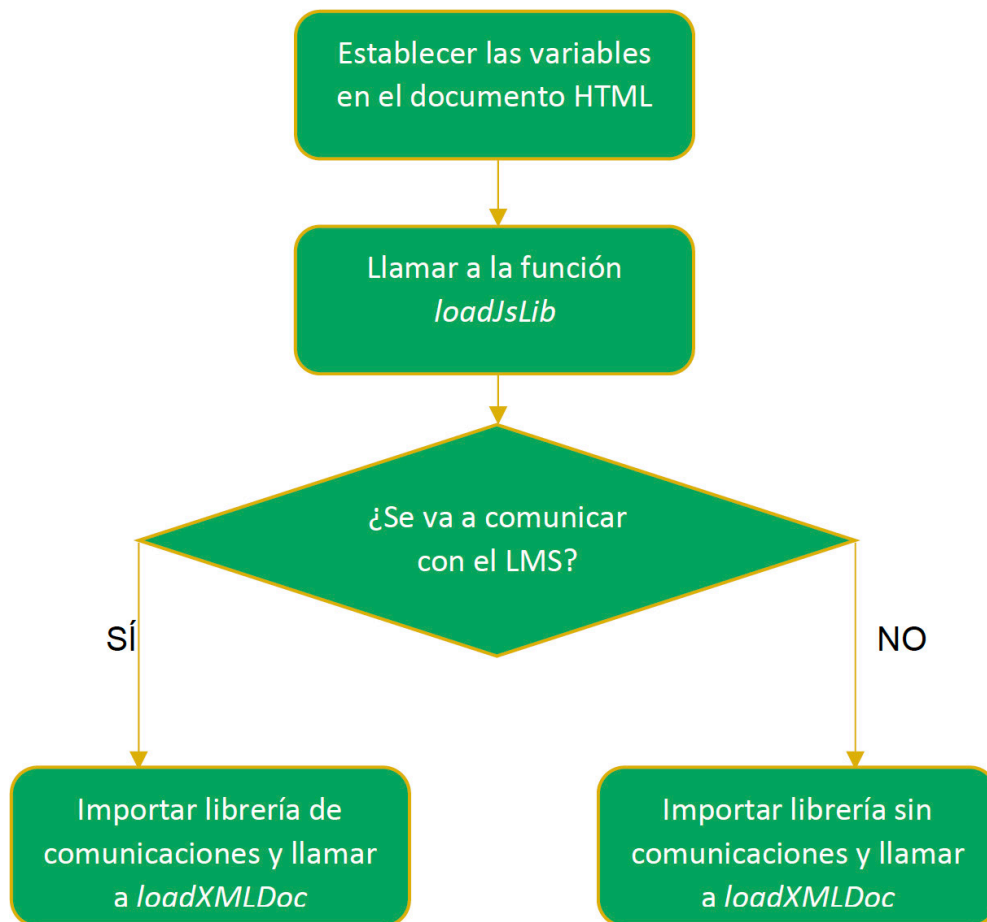 Establecer las variables
en el documento HTML
Llamar a la función
loadJsLib
¿Se va a comunicar
con el LMS?
SÍ
NO
Importar librería de
comunicaciones y llamar
a loadXMLDoc
Importar librería sin
comunicaciones y llamar
a loadXMLDoc